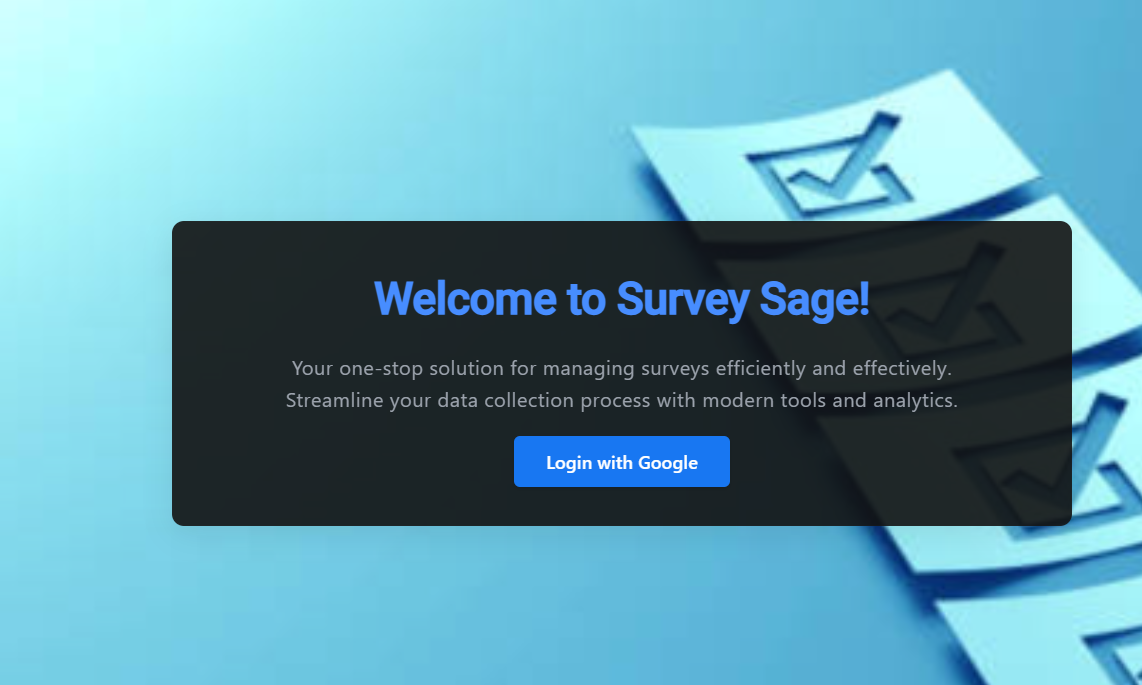 Welcome to Survey Sage!
Your one-stop solution for managing surveys efficiently and effectively.
Streamline your data collection process with modern tools and analytics.
Login with Google